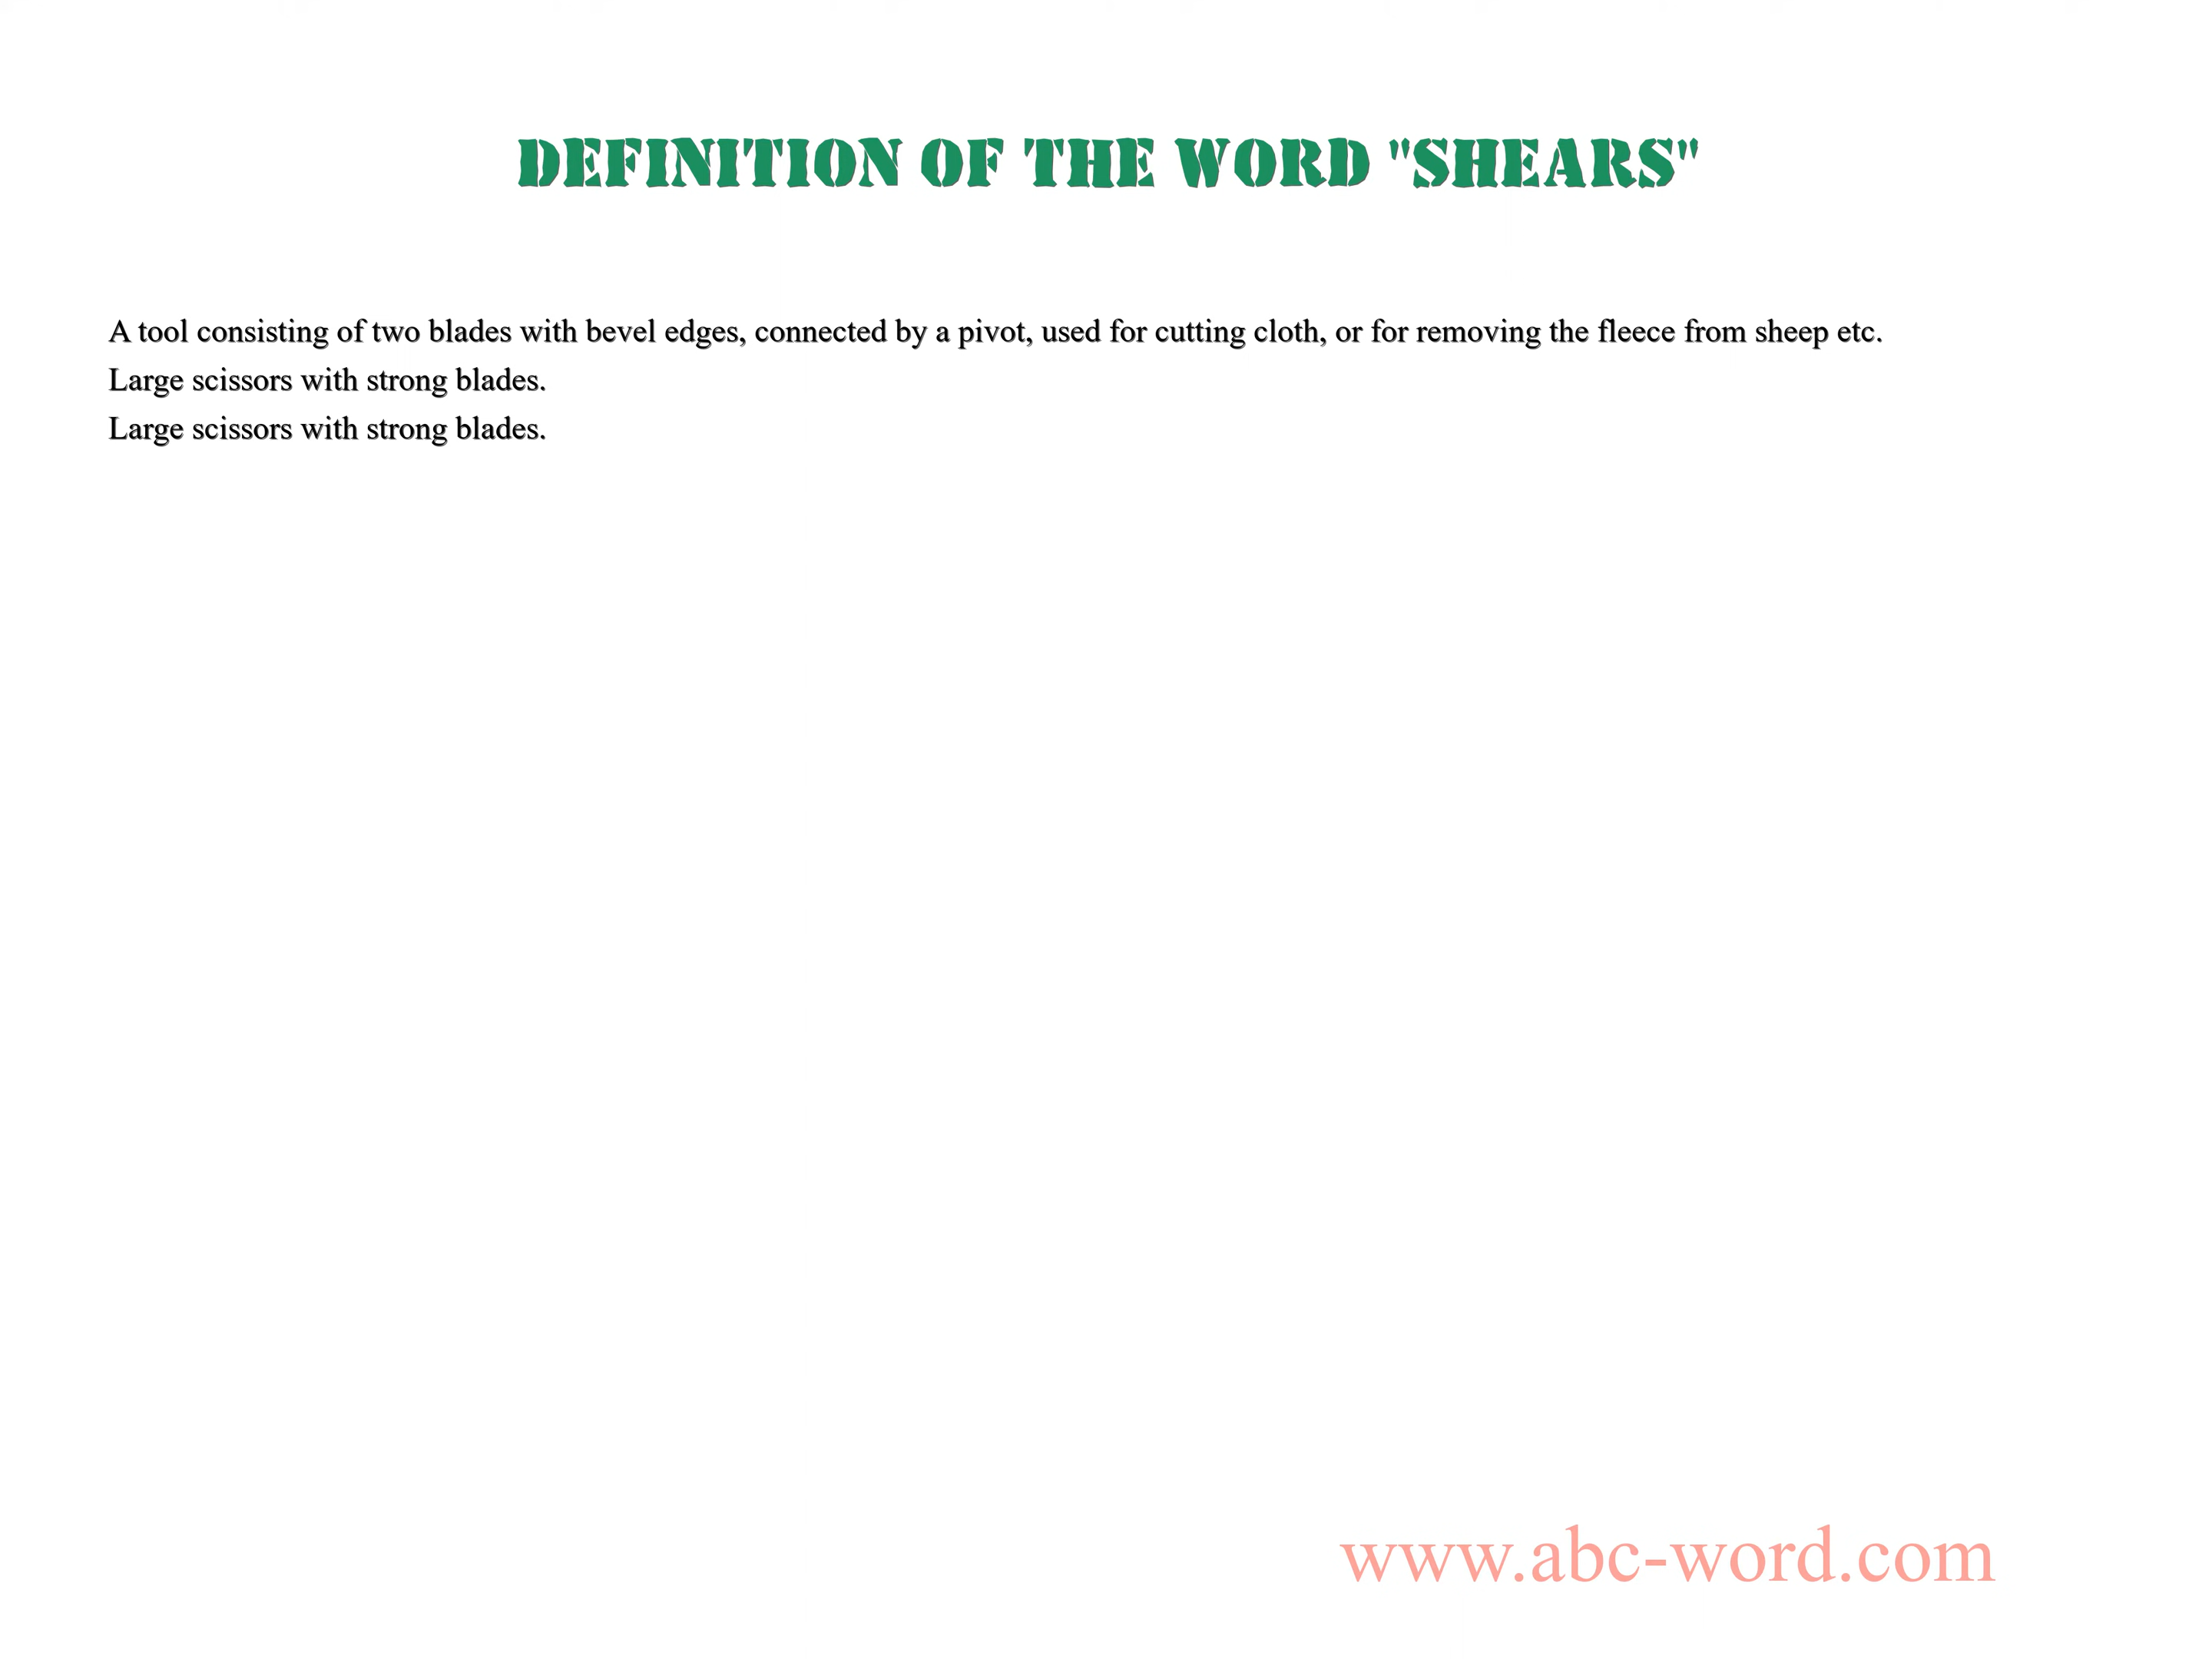 DEFINITION OF THE WORD "SHEARS"
A tool consisting of two blades with bevel edges, connected by a pivot, used for cutting cloth, or for removing the fleece from sheep etc.
Large scissors with strong blades.
Large scissors with strong blades.
www.abc-word.com